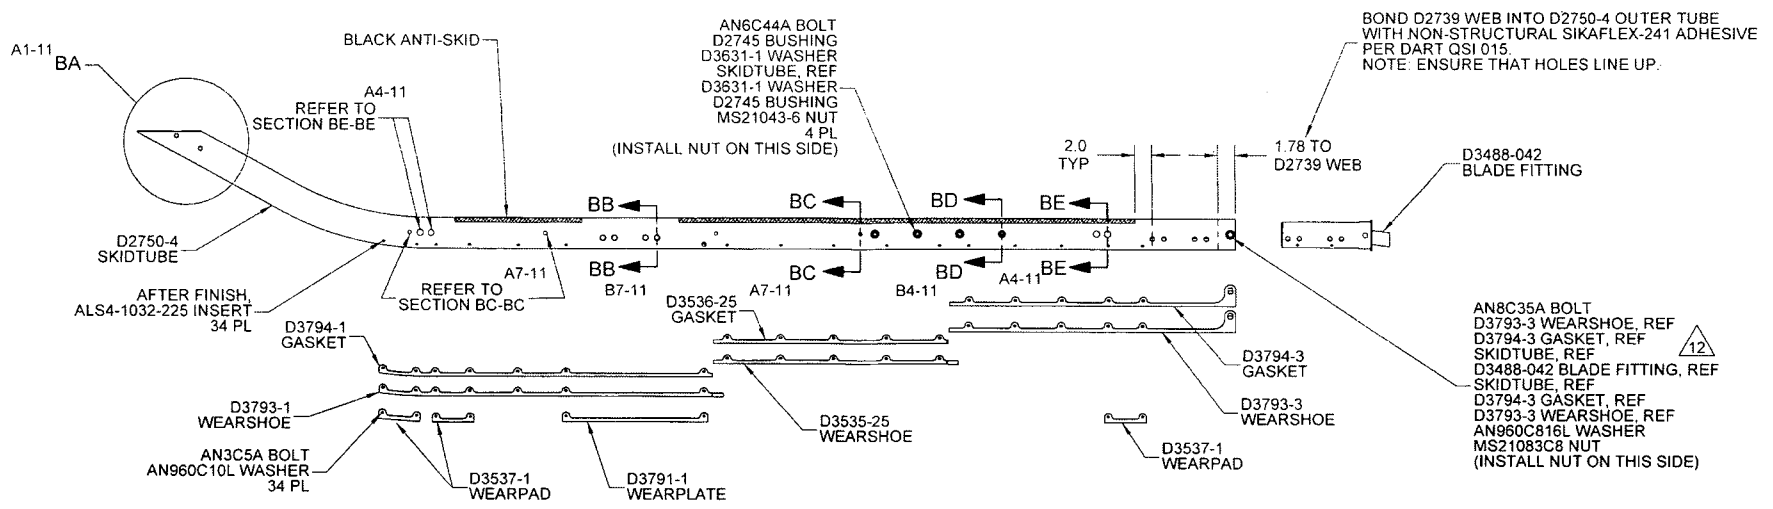 A1-11
BA
BLACK ANTI-SKID
A4-11
REFER TO
SECTION BE-BE
AN6C44A BOLT
D2745 BUSHING
D3631-1 WASHER
SKIDTUBE, REF
D3631-1 WASHER
D2745 BUSHING
MS21043-6 NUT
4 PL
(INSTALL NUT ON THIS SIDE)
BOND D2739 WEB INTO D2750-4 OUTER TUBE
WITH NON-STRUCTURAL SIKAFLEX-241 ADHESIVE
PER DART QSI 015.
NOTE: ENSURE THAT HOLES LINE UP.
2.0
TYP
1.78 TO
D2739 WEB
D3488-042
BLADE FITTING
BB
BC
BD
BE
D2750-4
SKIDTUBE
BB
BC
BD
BE
A7-11
B7-11
A7-11
B4-11
A4-11
REFER TO
SECTION BC-BC
AFTER FINISH,
ALS4-1032-225 INSERT
34 PL
D3794-1
GASKET
D3536-25
GASKET
D3794-3
GASKET
D3793-1
WEARSHOE
D3535-25
WEARSHOE
D3793-3
WEARSHOE
AN3C5A BOLT
AN960C10L WASHER
34 PL
D3537-1
WEARPAD
D3791-1
WEARPLATE
D3537-1
WEARPAD
AN8C35A BOLT
D3793-3 WEARSHOE, REF
D3794-3 GASKET, REF
SKIDTUBE, REF
D3488-042 BLADE FITTING, REF
SKIDTUBE, REF
D3794-3 GASKET, REF
D3793-3 WEARSHOE, REF
AN960C816L WASHER
MS21083C8 NUT
(INSTALL NUT ON THIS SIDE)
12